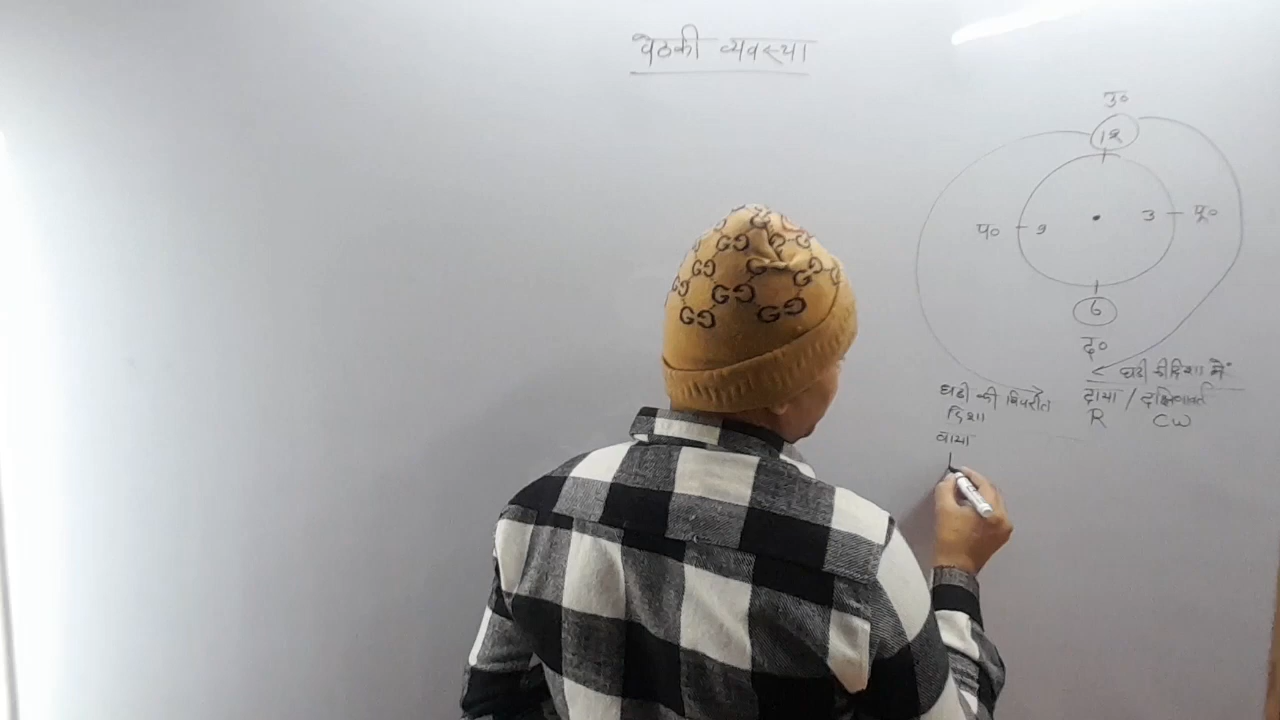 बैठकी व्यवस्था
उ०
12
प० 9 3 पू०
6
द०
घडी की दिशा में
घडी की विपरीत दाया / दक्षिणावर्त
दिशा R CW
बाया